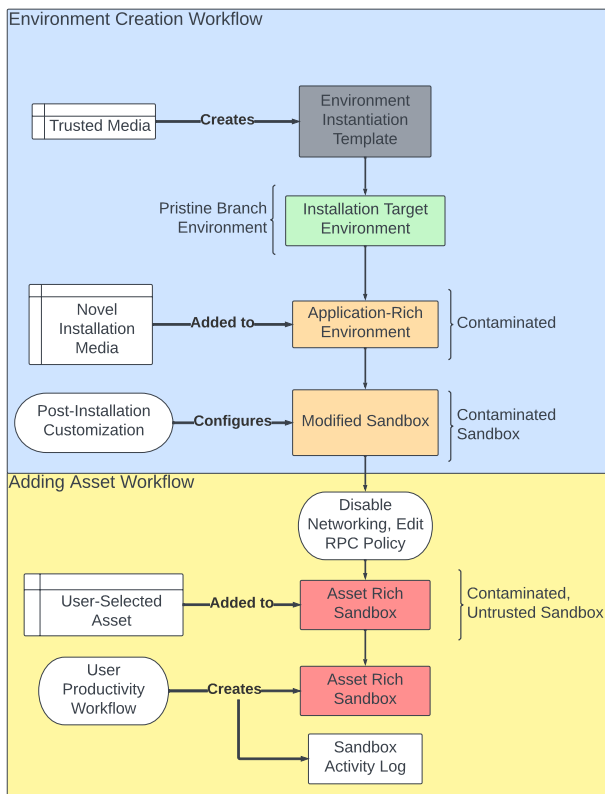 Environment Creation Workflow
Trusted Media
Creates
Environment
Instantiation
Template
Pristine Branch
Environment
Installation Target
Environment
Novel
Installation
Media
Added to
Application-Rich
Environment
Contaminated
Post-Installation
Customization
Configures
Modified Sandbox
Contaminated
Sandbox
Adding Asset Workflow
Disable
Networking, Edit
RPC Policy
User-Selected
Asset
Added to
Asset Rich
Sandbox
Contaminated,
Untrusted Sandbox
User
Productivity
Workflow
Creates
Asset Rich
Sandbox
Sandbox
Activity Log